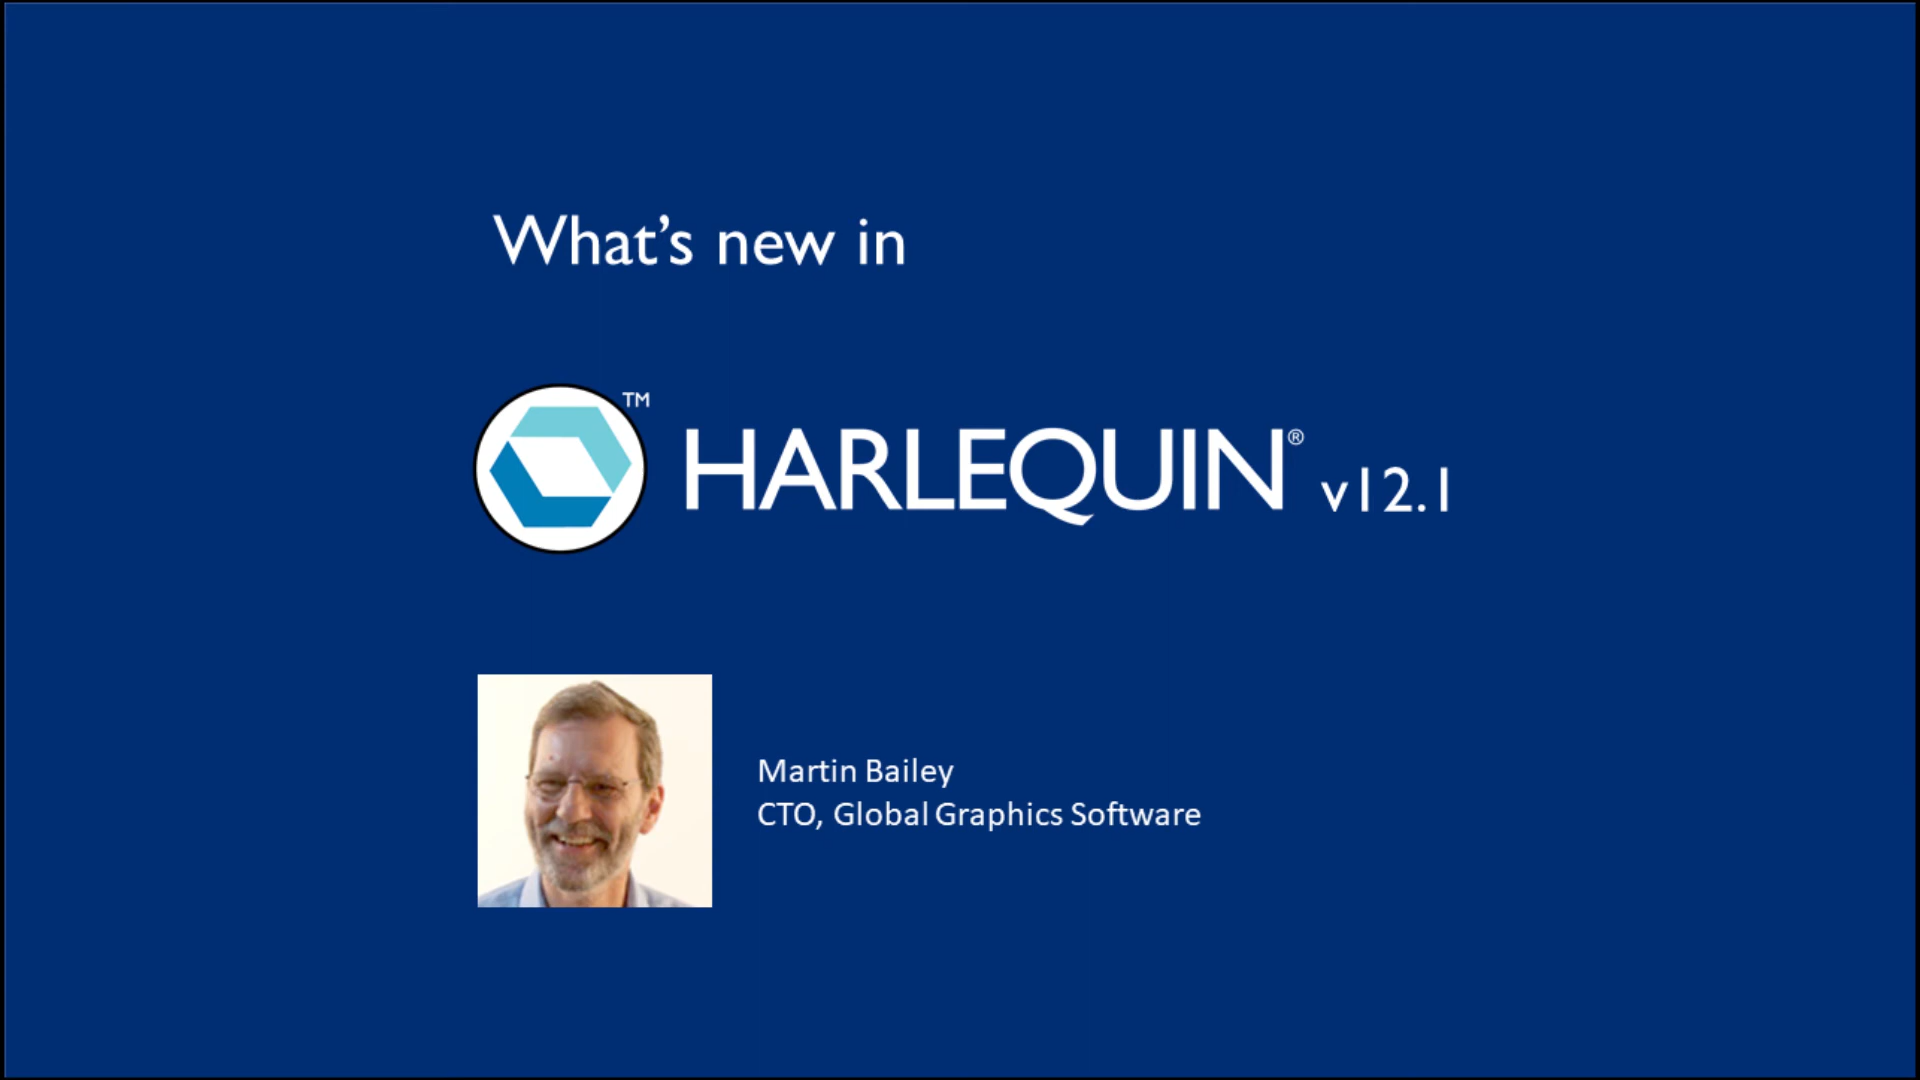 What’s new in
™ HARLEQUIN® v12.1
Martin Bailey
CTO, Global Graphics Software